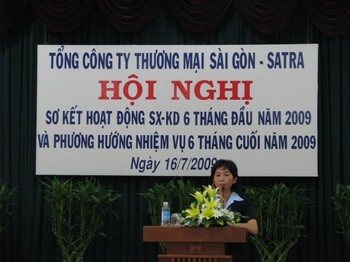 TỔNG CÔNG TY THƯƠNG MẠI SÀI GÒN - SATRA
HỘI NGHỊ
SƠ KẾT HOẠT ĐỘNG SX-KD 6 THÁNG ĐẦU NĂM 2009
VÀ PHƯƠNG HƯỚNG NHIỆM VỤ 6 THÁNG CUỐI NĂM 2009
Ngày 16/7/2009